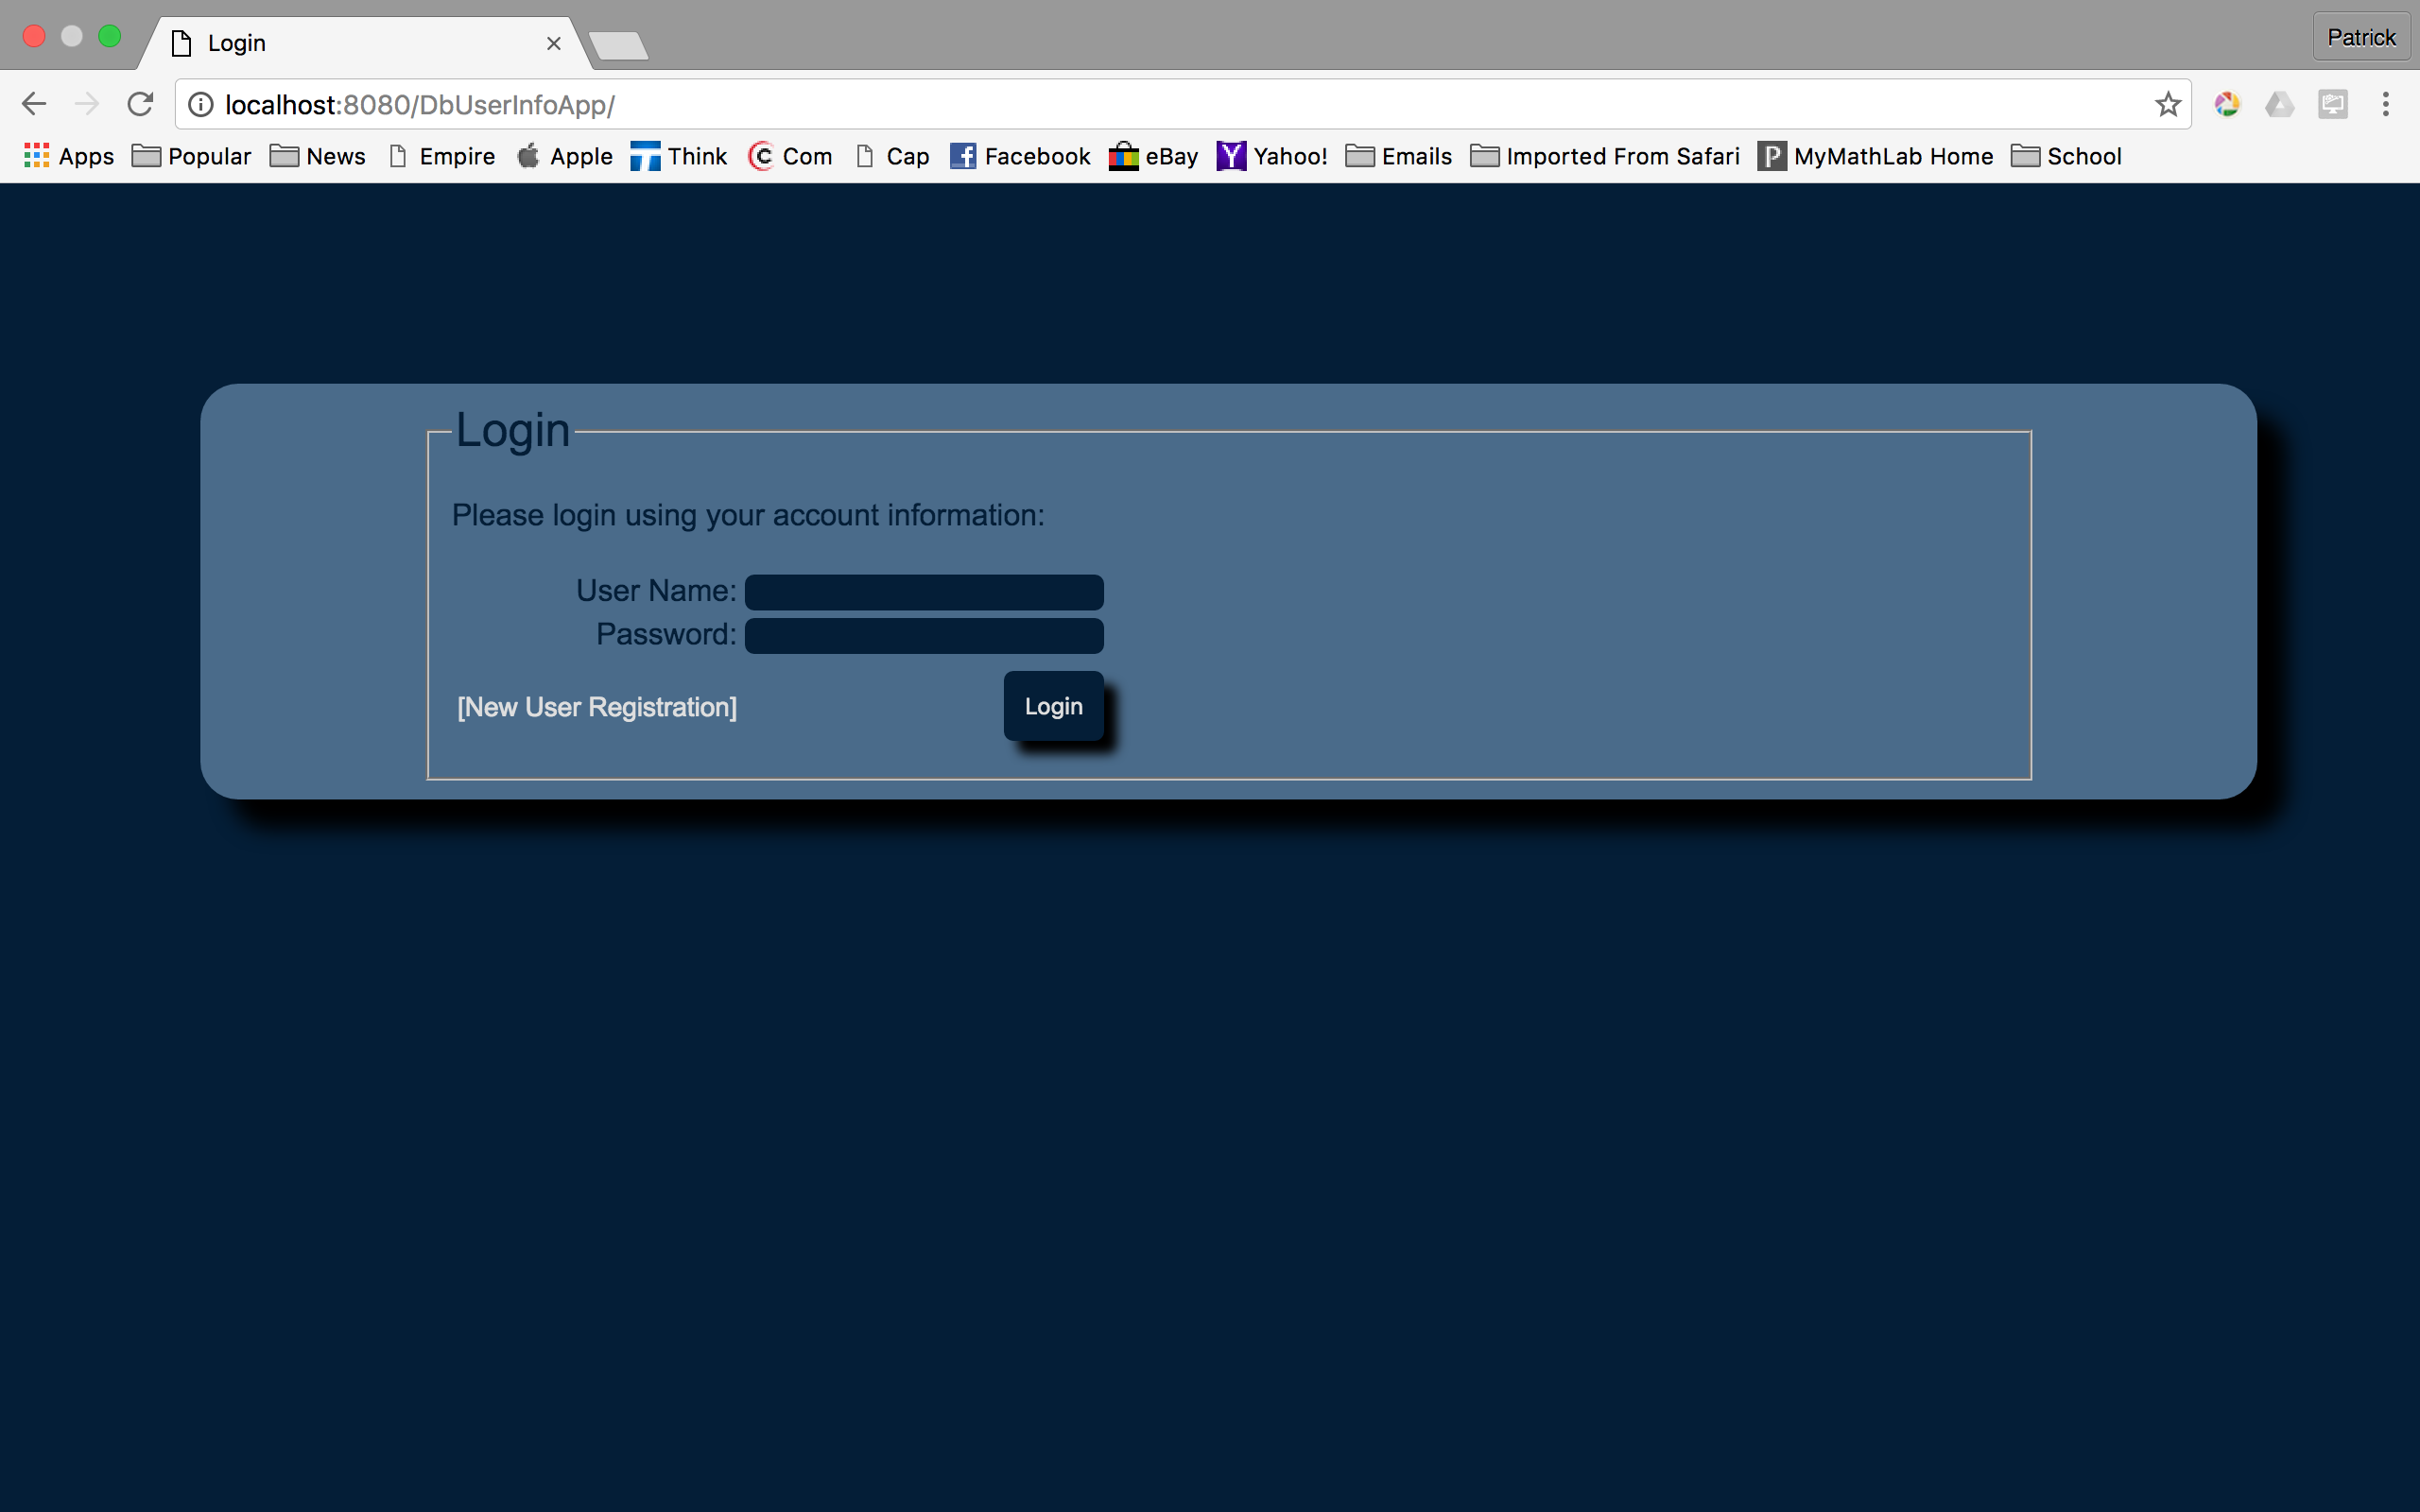 Login
Patrick
localhost:8080/DbUserInfoApp/
Apps Popular News Empire Apple Think Com Cap Facebook eBay Yahoo! Emails Imported From Safari MyMathLab Home School
Login
Please login using your account information:
User Name:
Password:
[New User Registration] Login